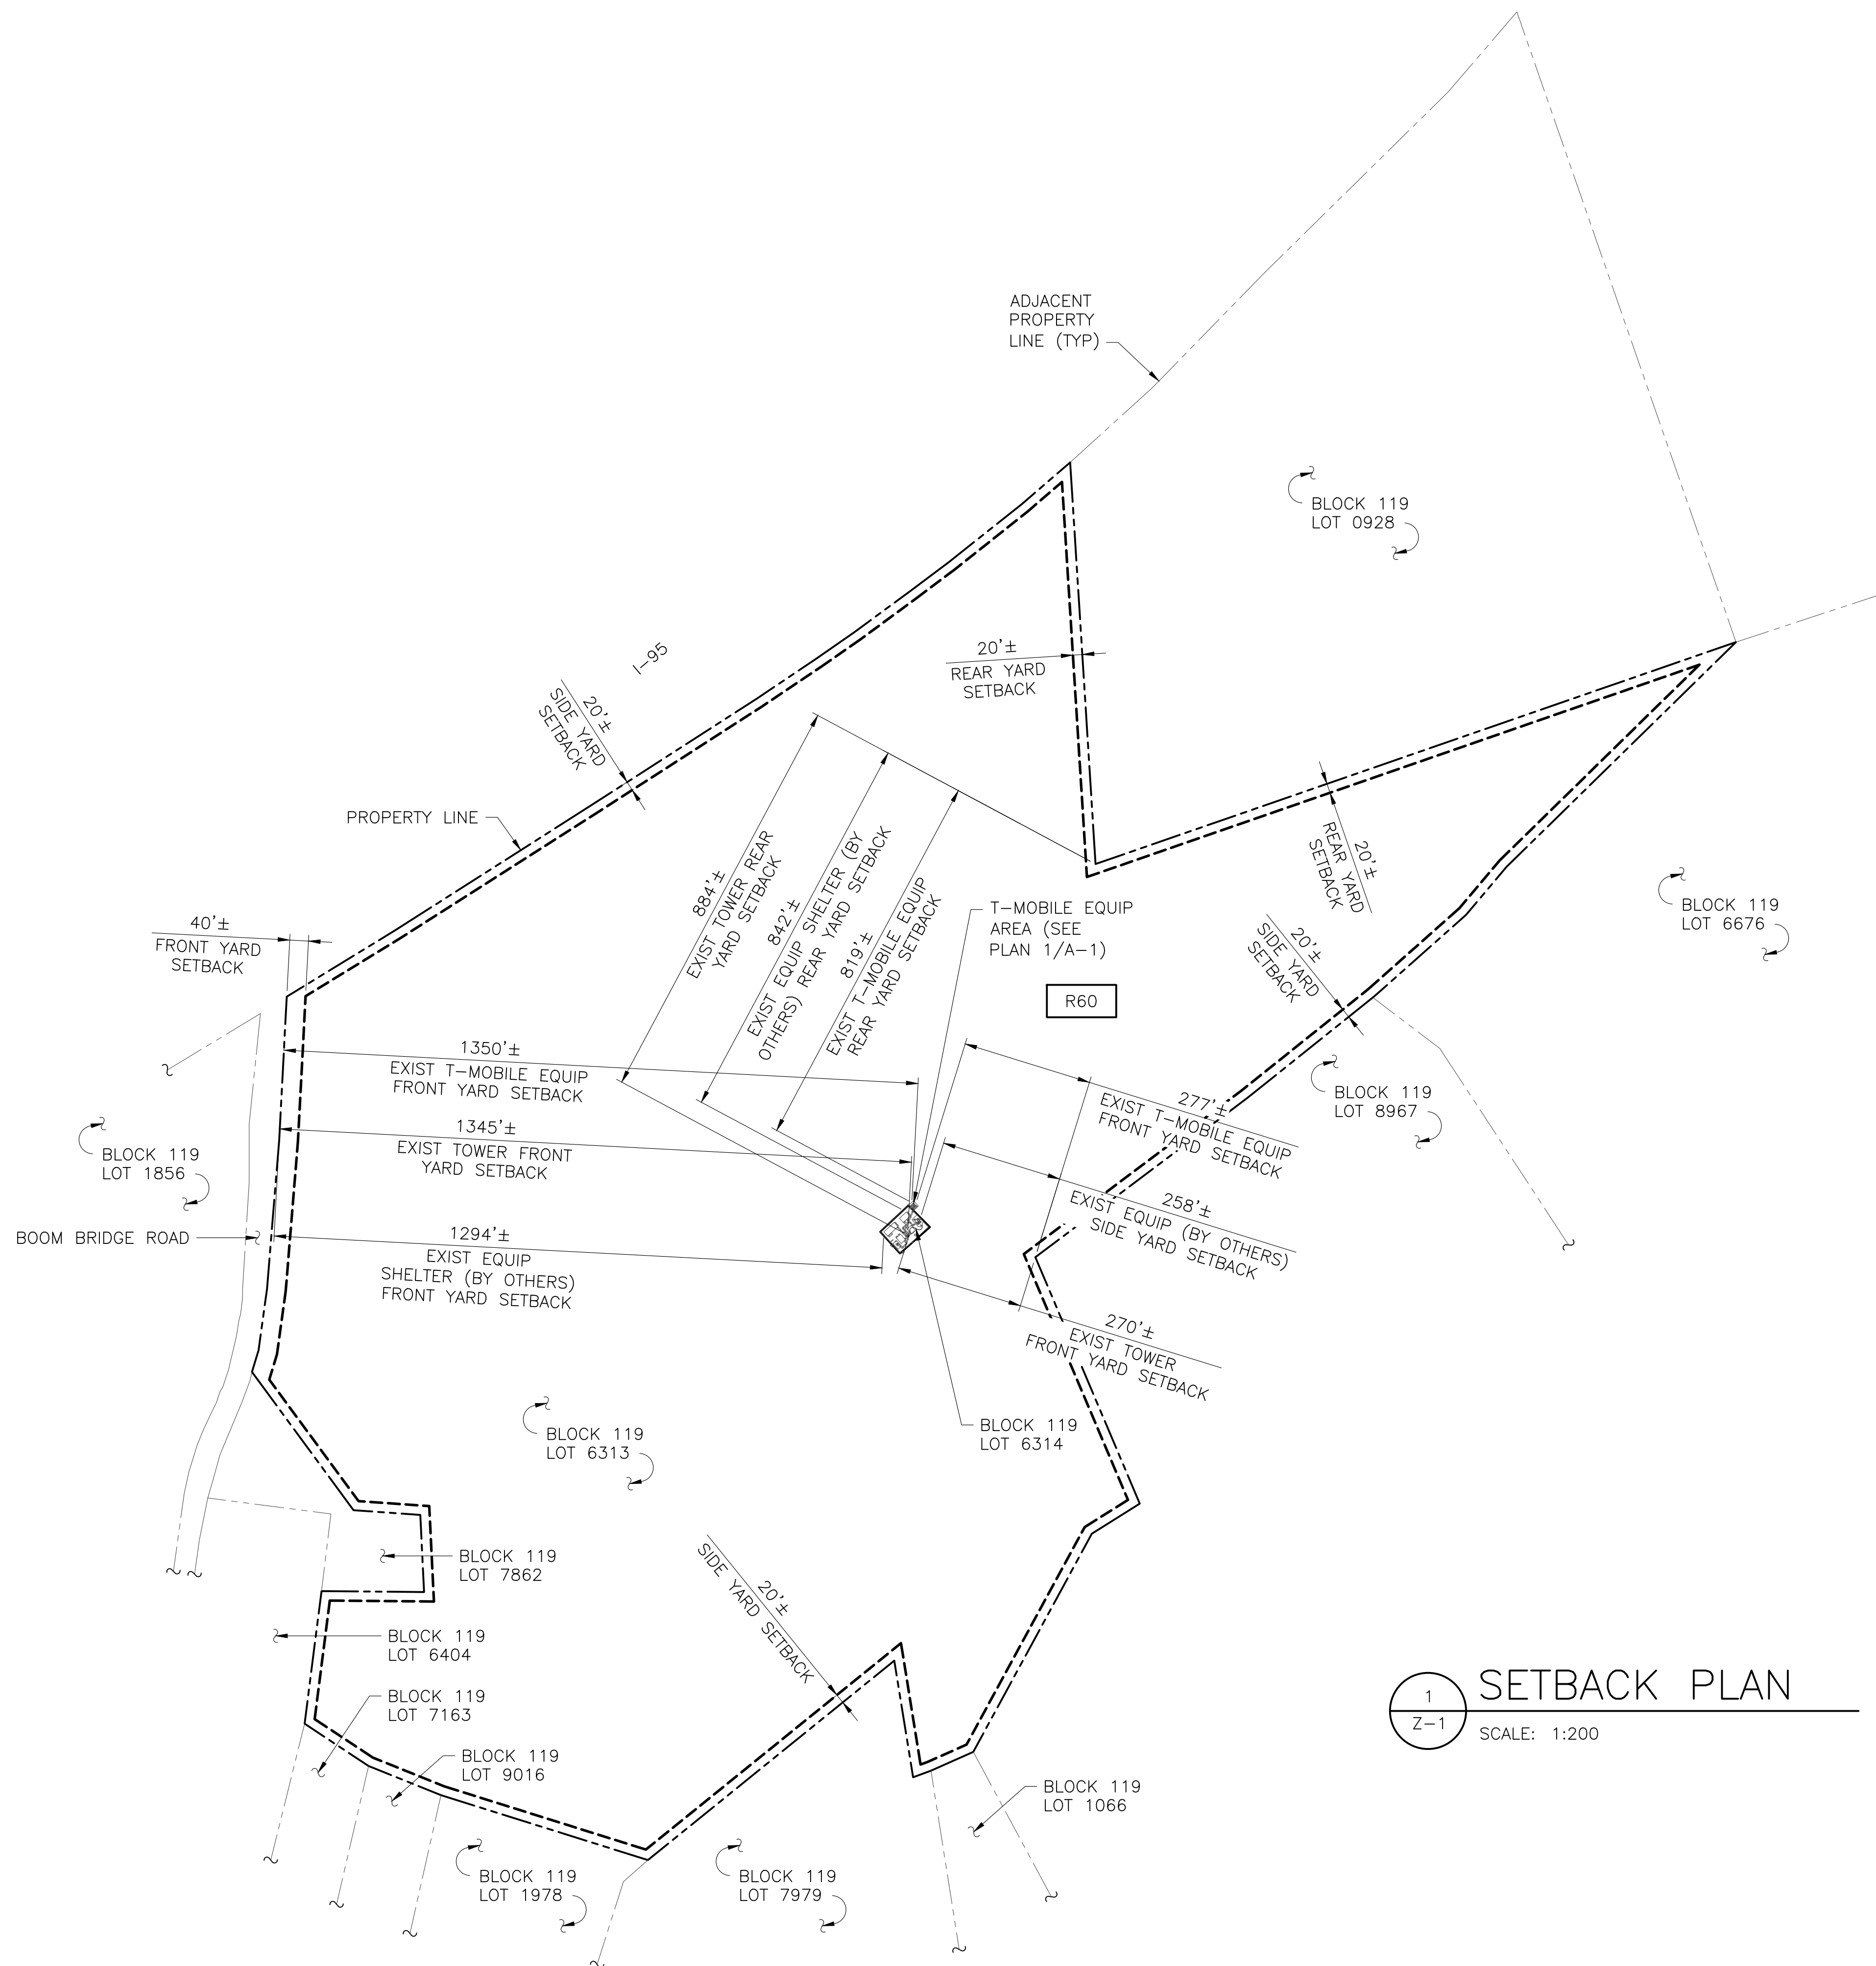 ADJACENT
PROPERTY
LINE (TYP)
BLOCK 119
LOT 0928
I-95
20'±
REAR YARD
SETBACK
20'±
SIDE YARD
SETBACK
PROPERTY LINE
884'±
EXIST TOWER REAR
YARD SETBACK
842'±
EXIST EQUIP SHELTER (BY
OTHERS) REAR YARD SETBACK
819'±
EXIST T-MOBILE EQUIP
REAR YARD SETBACK
20'±
REAR YARD
SETBACK
BLOCK 119
LOT 6676
40'±
FRONT YARD
SETBACK
T-MOBILE EQUIP
AREA (SEE
PLAN 1/A-1)
R60
20'±
SIDE YARD
SETBACK
1350'±
EXIST T-MOBILE EQUIP
FRONT YARD SETBACK
277'±
EXIST T-MOBILE EQUIP
FRONT YARD SETBACK
BLOCK 119
LOT 8967
1345'±
EXIST TOWER FRONT
YARD SETBACK
BLOCK 119
LOT 1856
258'±
EXIST EQUIP (BY OTHERS)
SIDE YARD SETBACK
BOOM BRIDGE ROAD
1294'±
EXIST EQUIP
SHELTER (BY OTHERS)
FRONT YARD SETBACK
270'±
EXIST TOWER
FRONT YARD SETBACK
BLOCK 119
LOT 6313
BLOCK 119
LOT 6314
BLOCK 119
LOT 7862
20'±
SIDE YARD SETBACK
BLOCK 119
LOT 6404
BLOCK 119
LOT 7163
BLOCK 119
LOT 9016
BLOCK 119
LOT 1066
BLOCK 119
LOT 1978
BLOCK 119
LOT 7979
1
Z-1
SETBACK PLAN
SCALE: 1:200